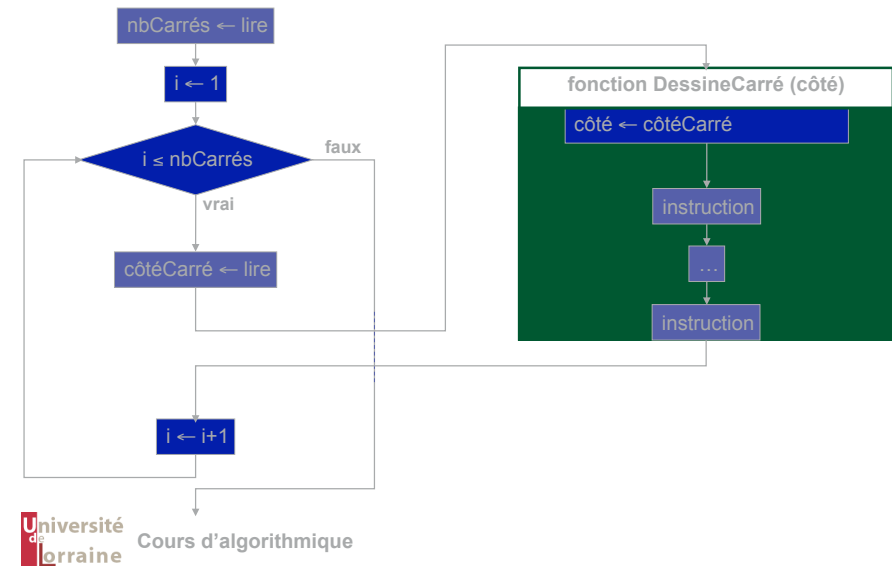 nbCarrés ← lire
i ← 1
i ≤ nbCarrés
faux
vrai
côtéCarré ← lire
i ← i+1
fonction DessineCarré (côté)
côté ← côtéCarré
instruction
...
instruction
Université
de
Lorraine
Cours d’algorithmique